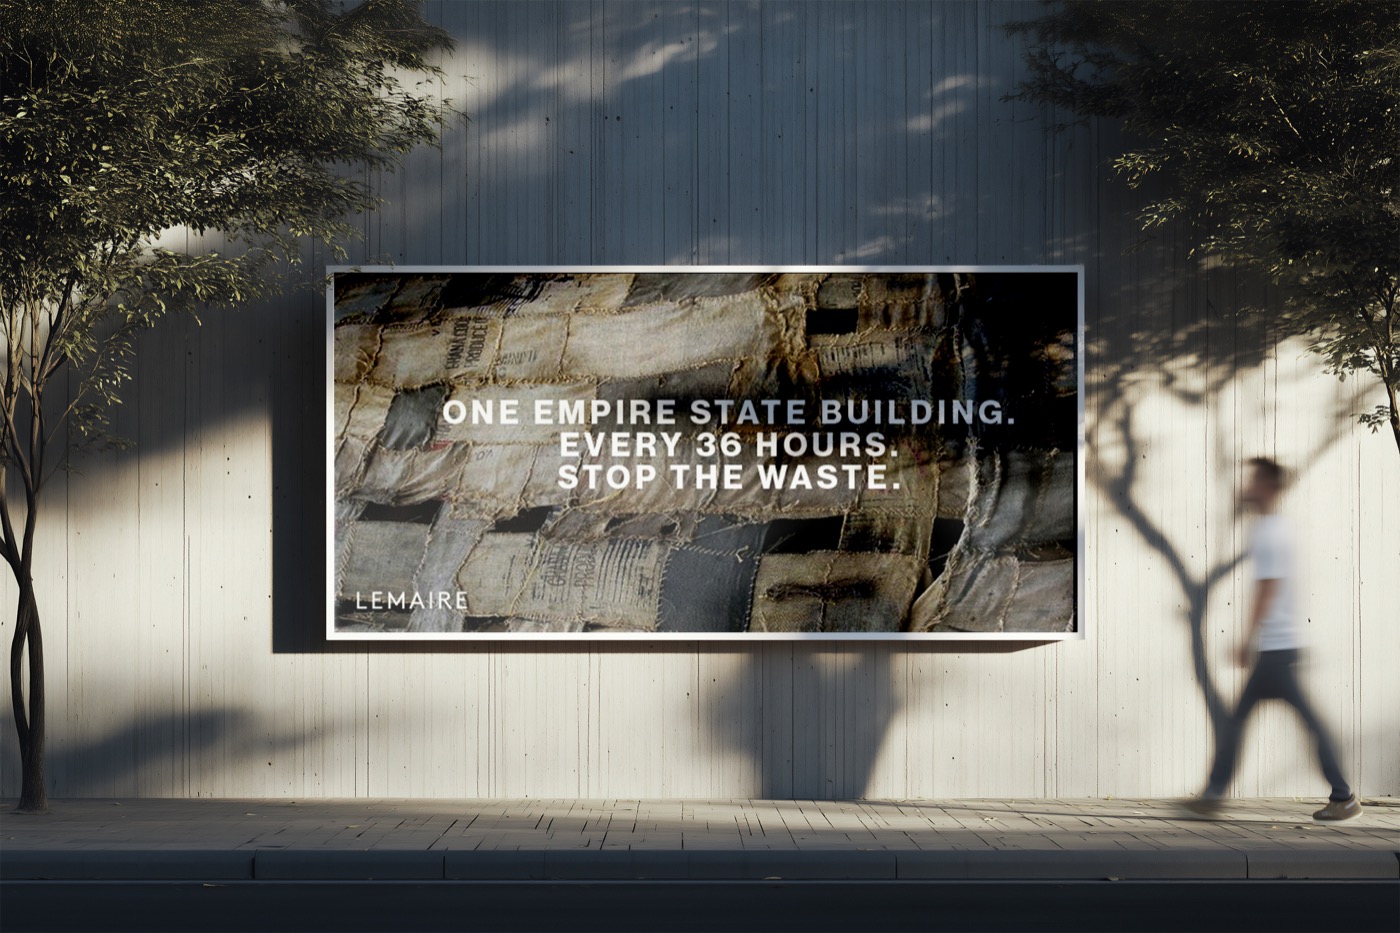 ONE EMPIRE STATE BUILDING.
EVERY 36 HOURS.
STOP THE WASTE.
LEMAIRE